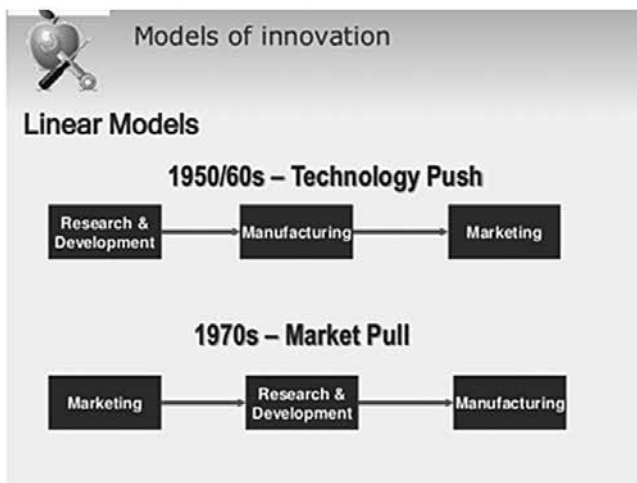 Models of innovation
Linear Models
1950/60s – Technology Push
Research &
Development
Manufacturing
Marketing
1970s – Market Pull
Marketing
Research &
Development
Manufacturing